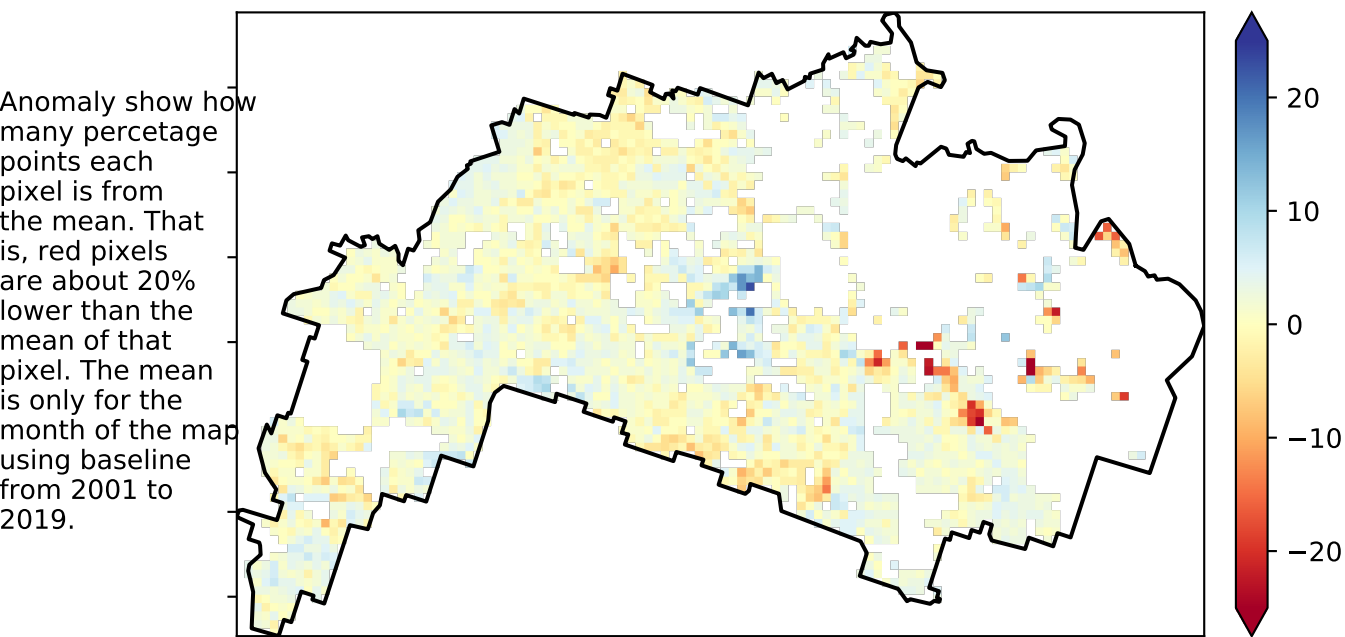 Anomaly show how
many percetage
points each
pixel is from
the mean. That
is, red pixels
are about 20%
lower than the
mean of that
pixel. The mean
is only for the
month of the map
using baseline
from 2001 to
2019.
20
10
0
−10
−20